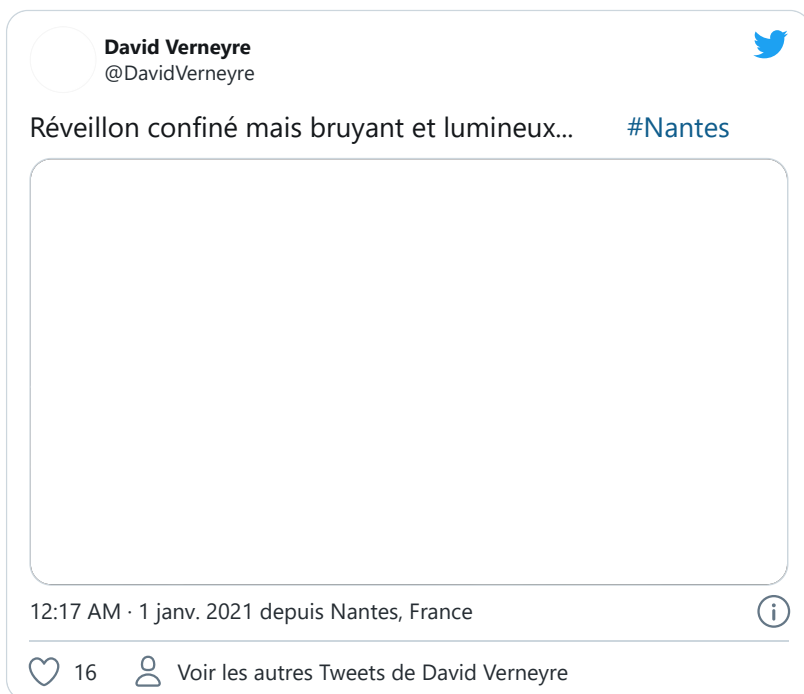 David Verneyre
@DavidVerneyre
Réveillon confiné mais bruyant et lumineux... #Nantes
12:17 AM · 1 janv. 2021 depuis Nantes, France
16 Voir les autres Tweets de David Verneyre